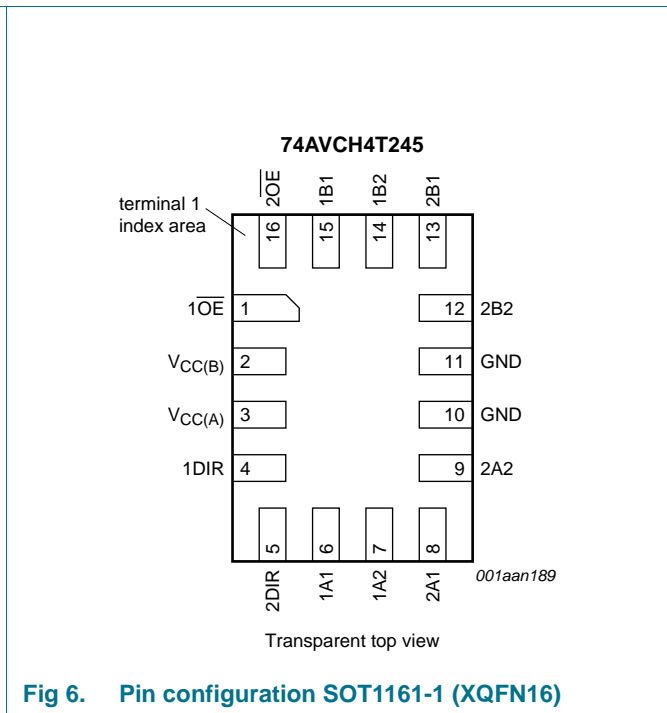 74AVCH4T245
terminal 1
index area
2O̅E̅
1B1
1B2
2B1
16
15
14
13
1O̅E̅
1
12
2B2
VCC(B)
2
11
GND
VCC(A)
3
10
GND
1DIR
4
9
2A2
5
6
7
8
2DIR
1A1
1A2
2A1
001aan189
Transparent top view
Fig 6. Pin configuration SOT1161-1 (XQFN16)